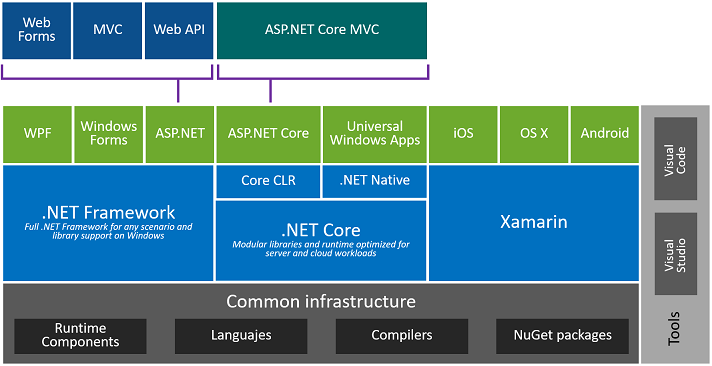 Web
Forms
MVC
Web API
ASP.NET Core MVC
WPF
Windows
Forms
ASP.NET
ASP.NET Core
Universal
Windows Apps
iOS
OS X
Android
Core CLR
.NET Native
.NET Framework
Full .NET Framework for any scenario and
library support on Windows
.NET Core
Modular libraries and runtime optimized for
server and cloud workloads
Xamarin
Common infrastructure
Runtime
Components
Languajes
Compilers
NuGet packages
Visual
Code
Visual
Studio
Tools